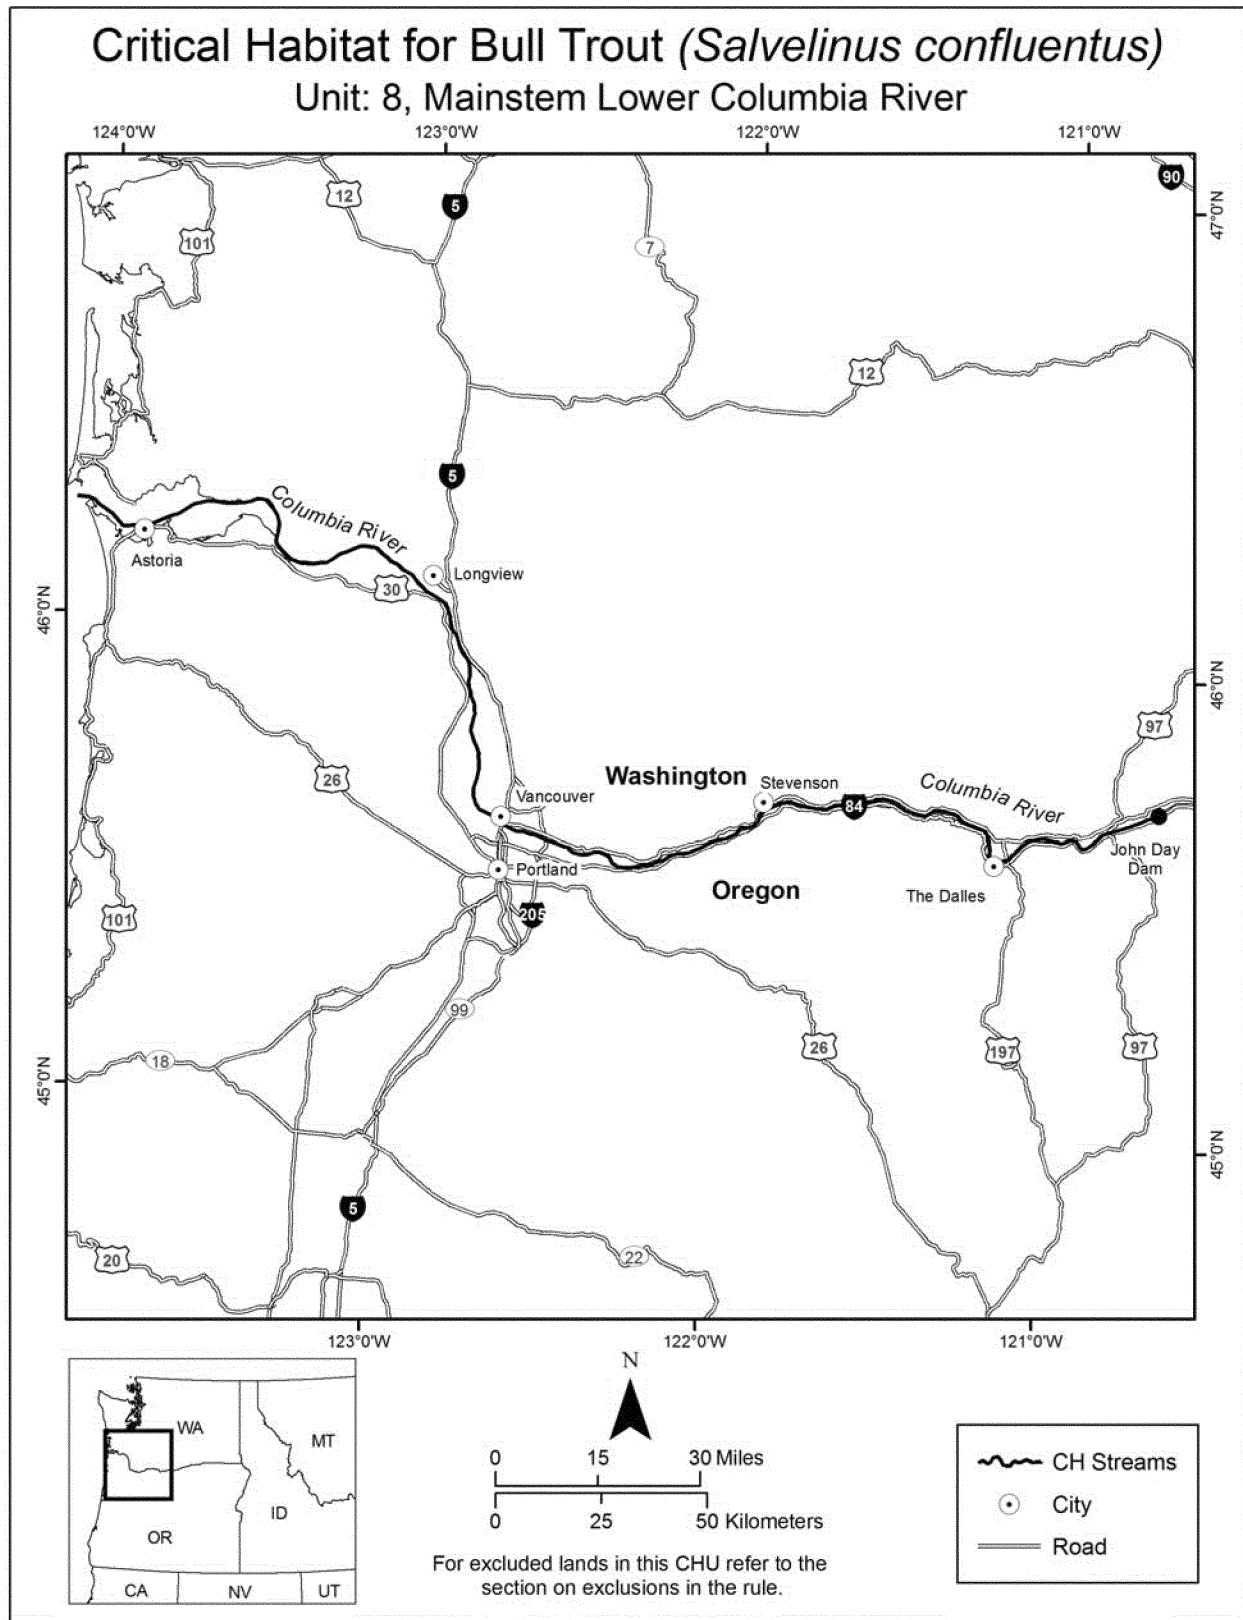 Critical Habitat for Bull Trout (Salvelinus confluentus)
Unit: 8, Mainstem Lower Columbia River
124°0'W
123°0'W
122°0'W
121°0'W
90
12
5
47°0'N
101
7
12
5
Columbia River
Astoria
Longview
30
46°0'N
46°0'N
97
26
Washington
Stevenson
Columbia River
Vancouver
84
John Day
Dam
Portland
Oregon
The Dalles
101
205
99
18
26
197
97
45°0'N
45°0'N
5
20
22
123°0'W
122°0'W
121°0'W
N
WA
MT
ID
OR
CA
NV
UT
0 15 30 Miles
0 25 50 Kilometers
For excluded lands in this CHU refer to the
section on exclusions in the rule.
CH Streams
City
Road